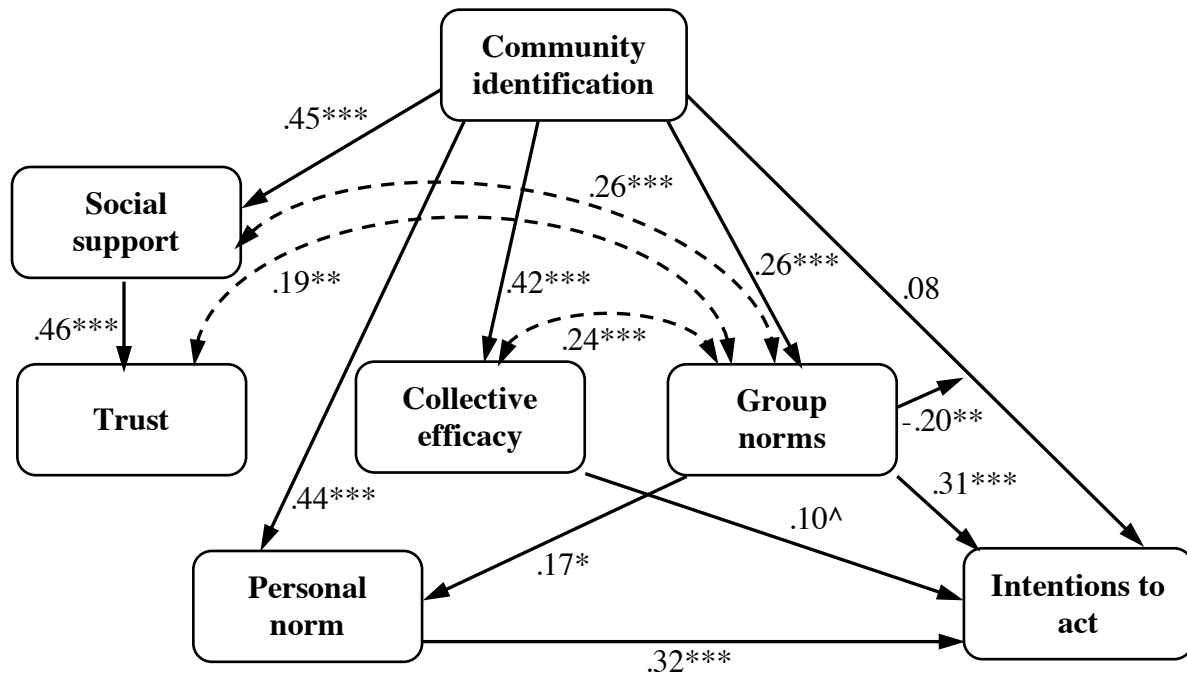 Community
identification
.45***
Social
support
.26***
.19**
.42***
.26***
.08
.46***
.24***
Trust
Collective
efficacy
Group
norms
-.20**
.44***
.31***
.10^
.17*
Personal
norm
Intentions to
act
.32***